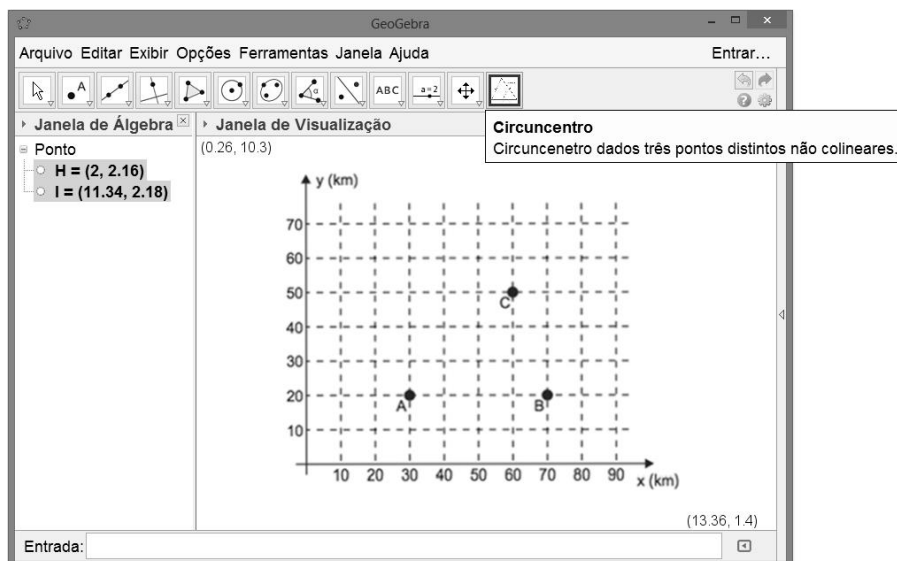 GeoGebra
Arquivo Editar Exibir Opções Ferramentas Janela Ajuda Entrar...
A α ABC a=2
Janela de Álgebra Janela de Visualização
Circuncentro
Circuncenetro dados três pontos distintos não colineares.
Ponto
H = (2, 2.16)
I = (11.34, 2.18)
(0.26, 10.3)
y (km)
70
60
50
C
40
30
20
A B
10
10 20 30 40 50 60 70 80 90 x (km)
(13.36, 1.4)
Entrada: